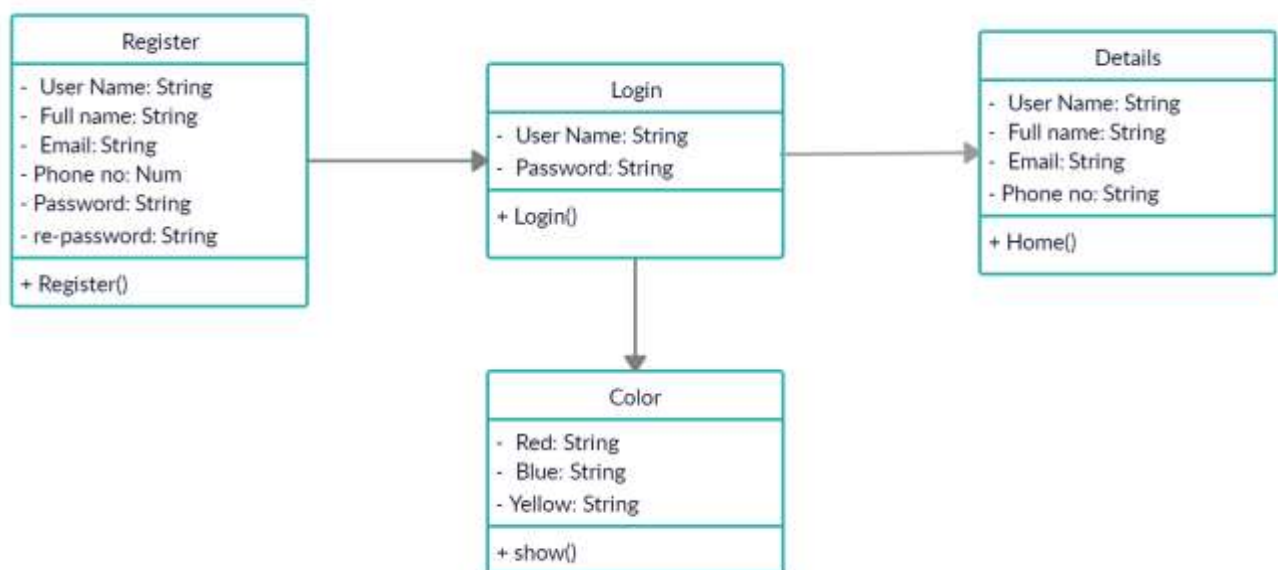 Register
- User Name: String
- Full name: String
- Email: String
- Phone no: Num
- Password: String
- re-password: String
+ Register()
Login
- User Name: String
- Password: String
+ Login()
Details
- User Name: String
- Full name: String
- Email: String
- Phone no: String
+ Home()
Color
- Red: String
- Blue: String
- Yellow: String
+ show()